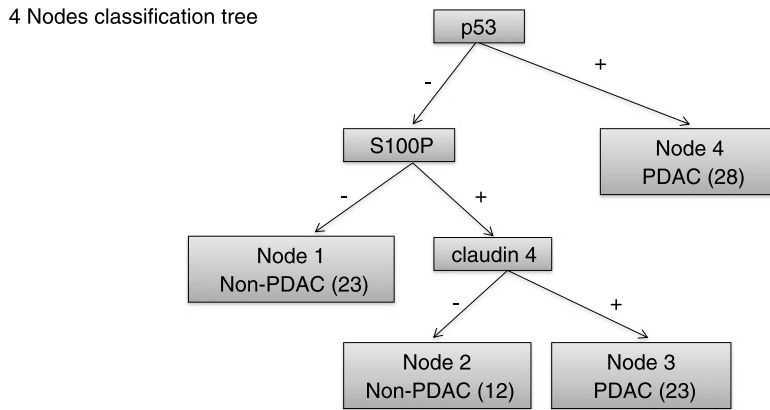 4 Nodes classification tree
p53
-
+
S100P
Node 4
PDAC (28)
-
+
Node 1
Non-PDAC (23)
claudin 4
-
+
Node 2
Non-PDAC (12)
Node 3
PDAC (23)